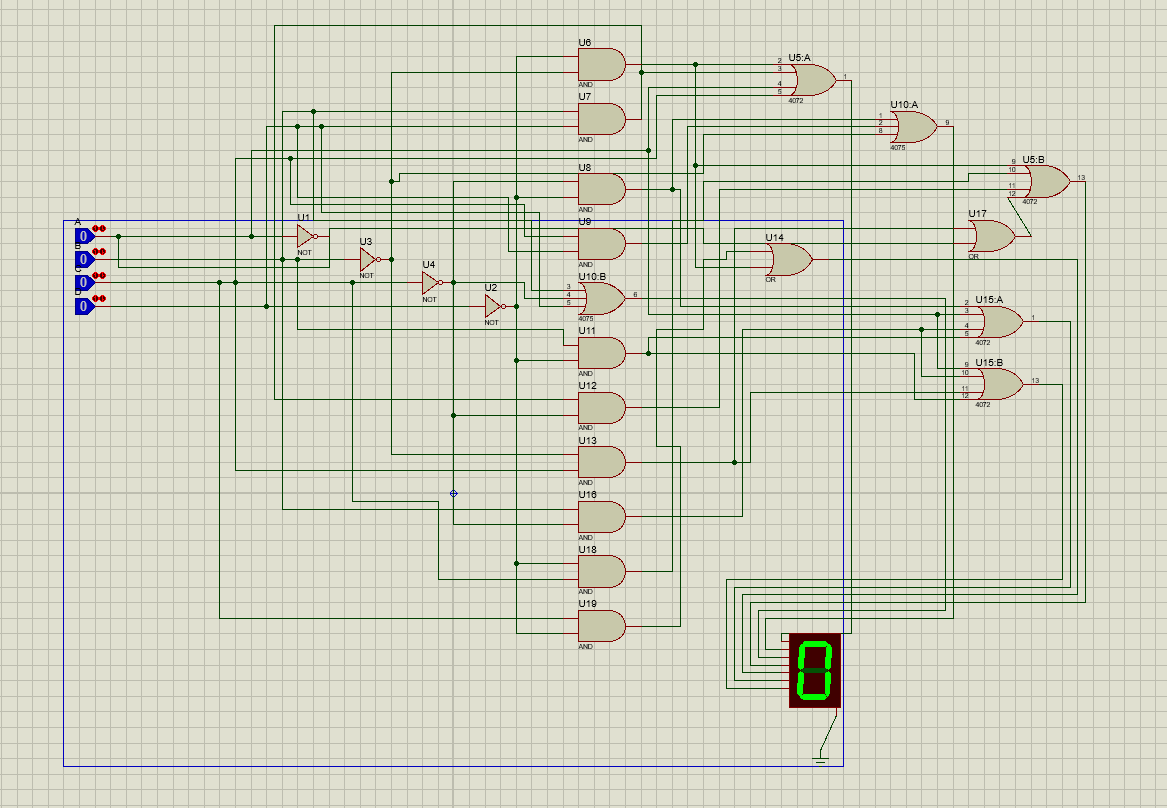 U6
AND
U7
AND
U8
AND
U9
AND
U10:B
3
4
5
6
4075
U11
AND
U12
AND
U13
AND
U16
AND
U18
AND
U19
AND
A
0
B
0
C
0
D
0
U1
NOT
U3
NOT
U4
NOT
U2
NOT
U5:A
2
3
4
5
1
4072
U10:A
1
2
8
9
4075
U5:B
9
10
11
12
13
4072
U17
OR
U14
OR
U15:A
2
3
4
5
1
4072
U15:B
9
10
11
12
13
4072
0